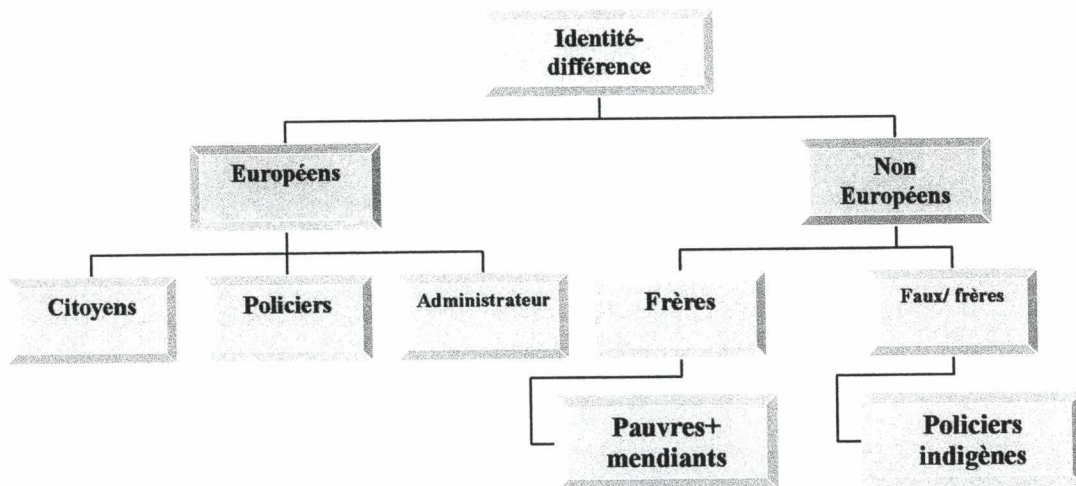 Identité-
différence
Européens
Non
Européens
Citoyens
Policiers
Administrateur
Frères
Faux/ frères
Pauvres+
mendiants
Policiers
indigènes